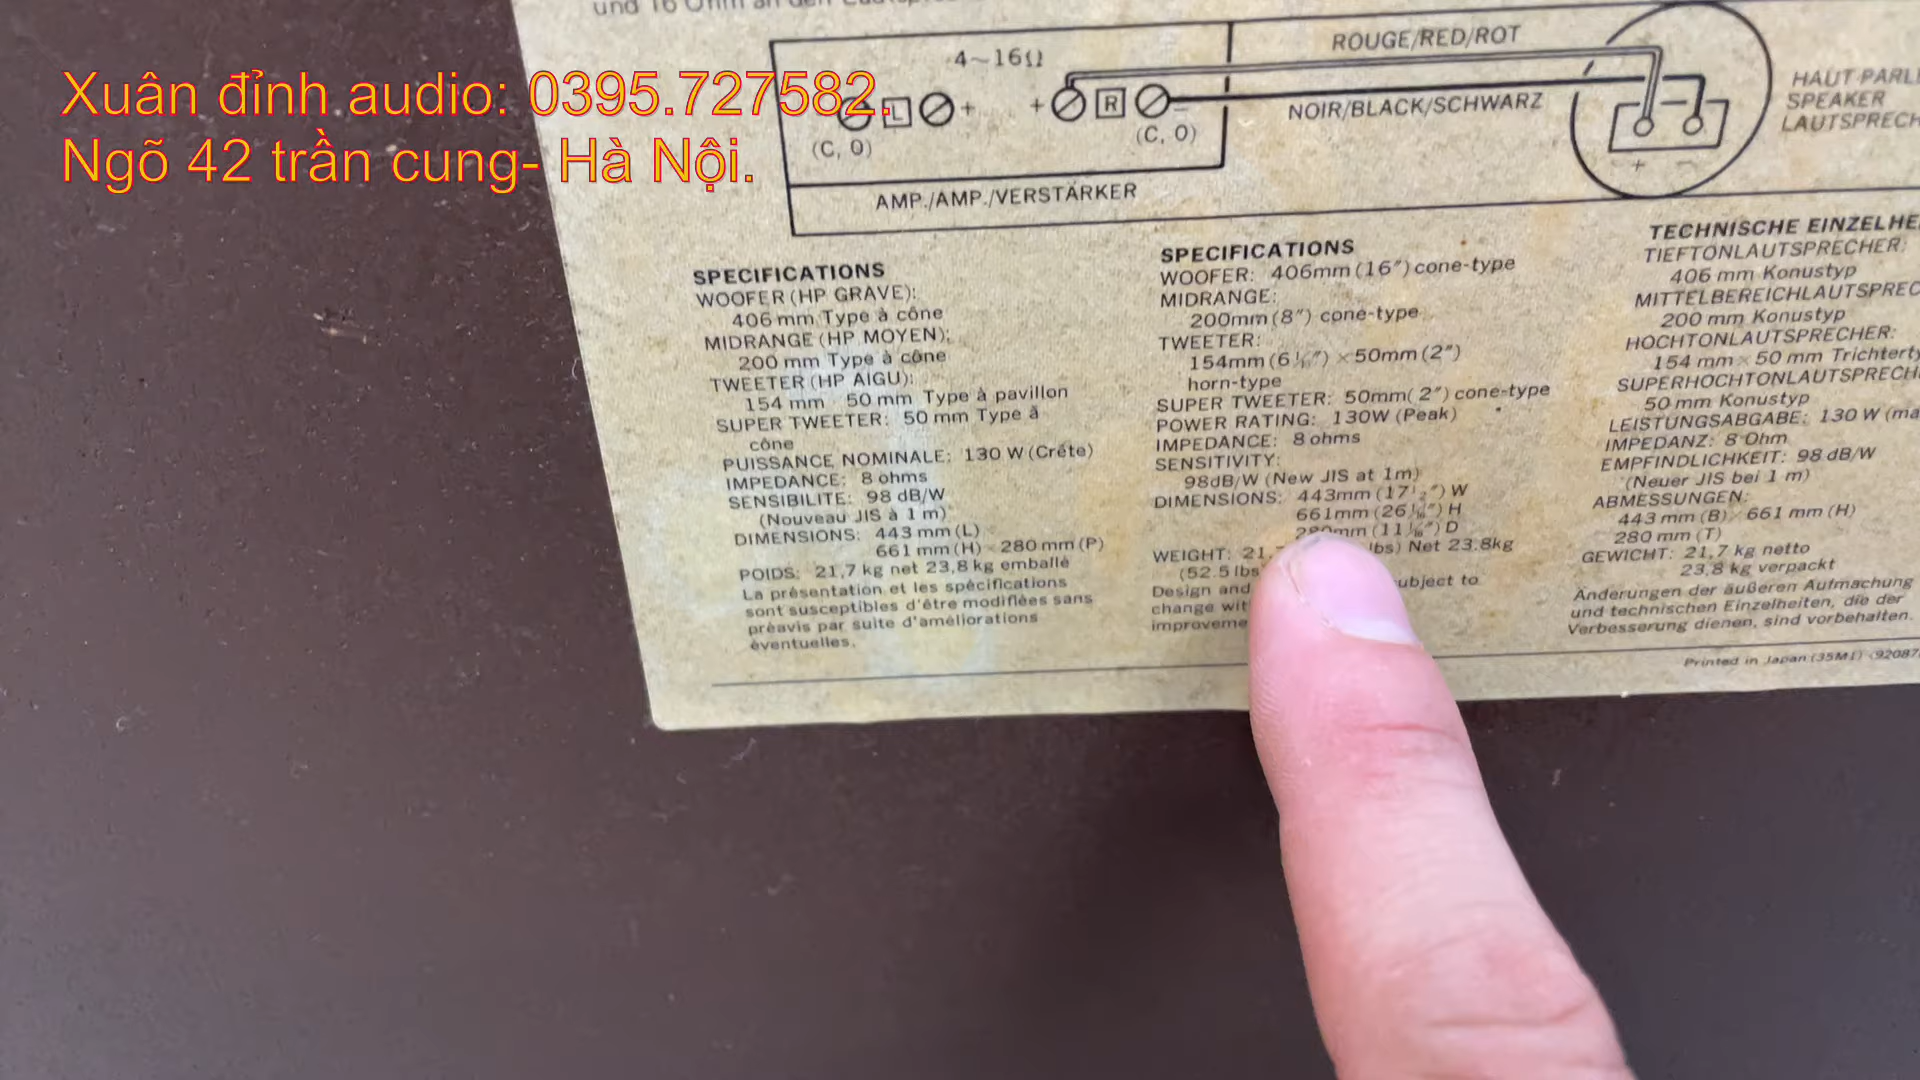 und 16 Ohm an den
Xuân đỉnh audio: 0395.727582.
Ngõ 42 trần cung- Hà Nội.
4~16Ω
L + + R −
(C, 0) (C, 0)
AMP./AMP./VERSTÄRKER
ROUGE/RED/ROT
NOIR/BLACK/SCHWARZ
+ −
HAUT-PARL
SPEAKER
LAUTSPRECH
SPECIFICATIONS
WOOFER (HP GRAVE):
406 mm Type à cône
MIDRANGE (HP MOYEN):
200 mm Type à cône
TWEETER (HP AIGU):
154 mm 50 mm Type à pavillon
SUPER TWEETER: 50 mm Type à
cône
PUISSANCE NOMINALE: 130 W (Crête)
IMPEDANCE: 8 ohms
SENSIBILITE: 98 dB/W
(Nouveau JIS à 1 m)
DIMENSIONS: 443 mm (L)
661 mm (H) 280 mm (P)
POIDS: 21,7 kg net 23,8 kg emballé
La présentation et les spécifications
sont susceptibles d'être modifiées sans
préavis par suite d'améliorations
éventuelles.
SPECIFICATIONS
WOOFER: 406mm (16″) cone-type
MIDRANGE:
200mm (8″) cone-type
TWEETER:
154mm (6 ″) × 50mm (2″)
horn-type
SUPER TWEETER: 50mm (2″) cone-type
POWER RATING: 130W (Peak)
IMPEDANCE: 8 ohms
SENSITIVITY:
98dB/W (New JIS at 1m)
DIMENSIONS: 443mm (17½″) W
661mm (26 ″) H
280mm (11 ″) D
WEIGHT: 21. lbs) Net 23.8kg
(52.5 lbs
Design and ubject to
change wit
improveme
TECHNISCHE EINZELHE
TIEFTONLAUTSPRECHER:
406 mm Konustyp
MITTELBEREICHLAUTSPREC
200 mm Konustyp
HOCHTONLAUTSPRECHER:
154 mm × 50 mm Trichterty
SUPERHOCHTONLAUTSPRECH
50 mm Konustyp
LEISTUNGSABGABE: 130 W (ma
IMPEDANZ: 8 Ohm
EMPFINDLICHKEIT: 98 dB/W
(Neuer JIS bei 1 m)
ABMESSUNGEN:
443 mm (B) 661 mm (H)
280 mm (T)
GEWICHT: 21,7 kg netto
23,8 kg verpackt
Änderungen der äußeren Aufmachung
und technischen Einzelheiten, die der
Verbesserung dienen, sind vorbehalten.
Printed in Japan (35M1) (92087